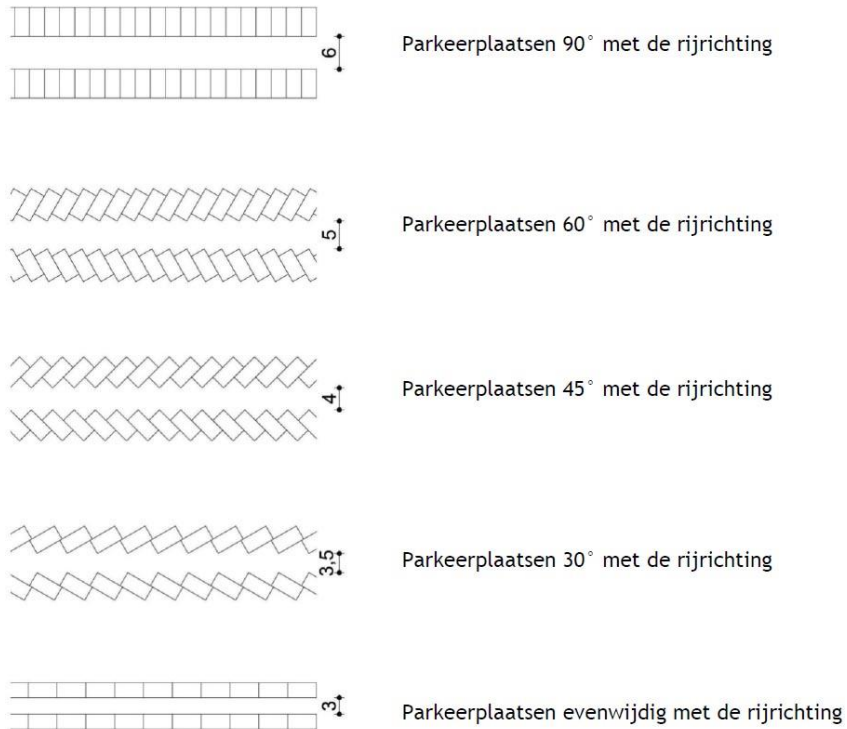 6
Parkeerplaatsen 90° met de rijrichting
5
Parkeerplaatsen 60° met de rijrichting
4
Parkeerplaatsen 45° met de rijrichting
3,5
Parkeerplaatsen 30° met de rijrichting
3
Parkeerplaatsen evenwijdig met de rijrichting